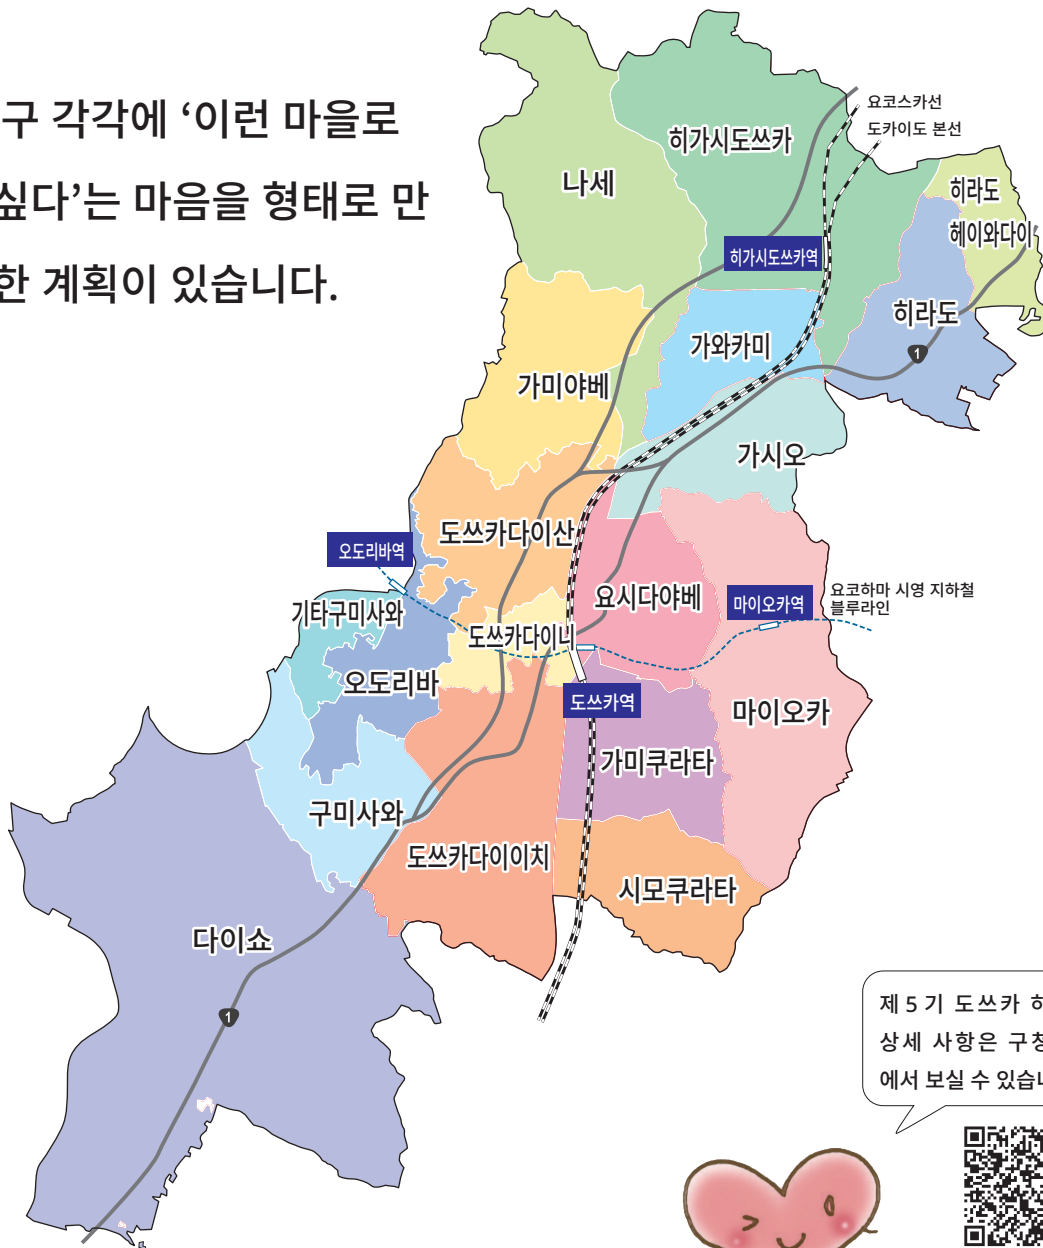 구 각각에 ‘이런 마을로
싶다’는 마음을 형태로 만
한 계획이 있습니다.
요코스카선
도카이도 본선
히가시도쓰카
나세
히라도
헤이와다이
히가시도쓰카역
히라도
가와카미
1
가미야베
가시오
도쓰카다이산
오도리바역
요시다야베
마이오카역
요코하마 시영 지하철
블루라인
기타구미사와
도쓰카다이니
오도리바
도쓰카역
마이오카
가미쿠라타
구미사와
도쓰카다이이치
시모쿠라타
다이쇼
1
제 5 기 도쓰카 하
상세 사항은 구청
에서 보실 수 있습니